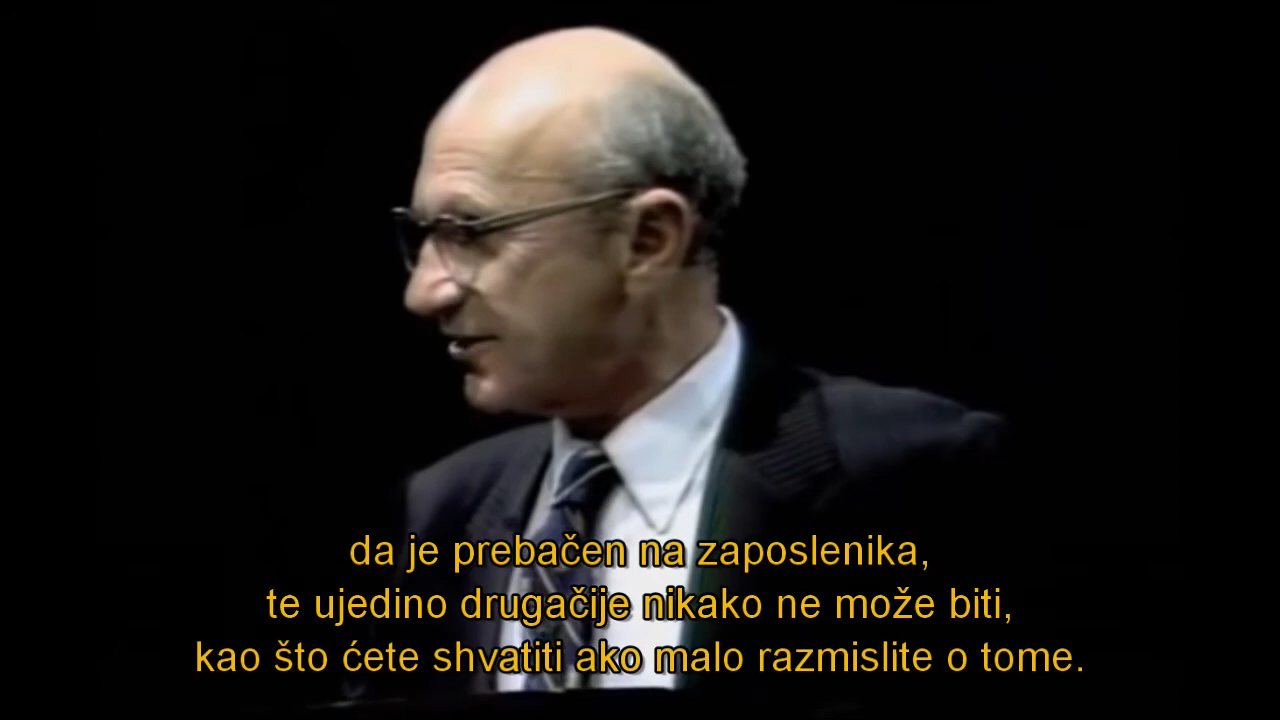 da je prebačen na zaposlenika,
te ujedino drugačije nikako ne može biti,
kao što ćete shvatiti ako malo razmislite o tome.